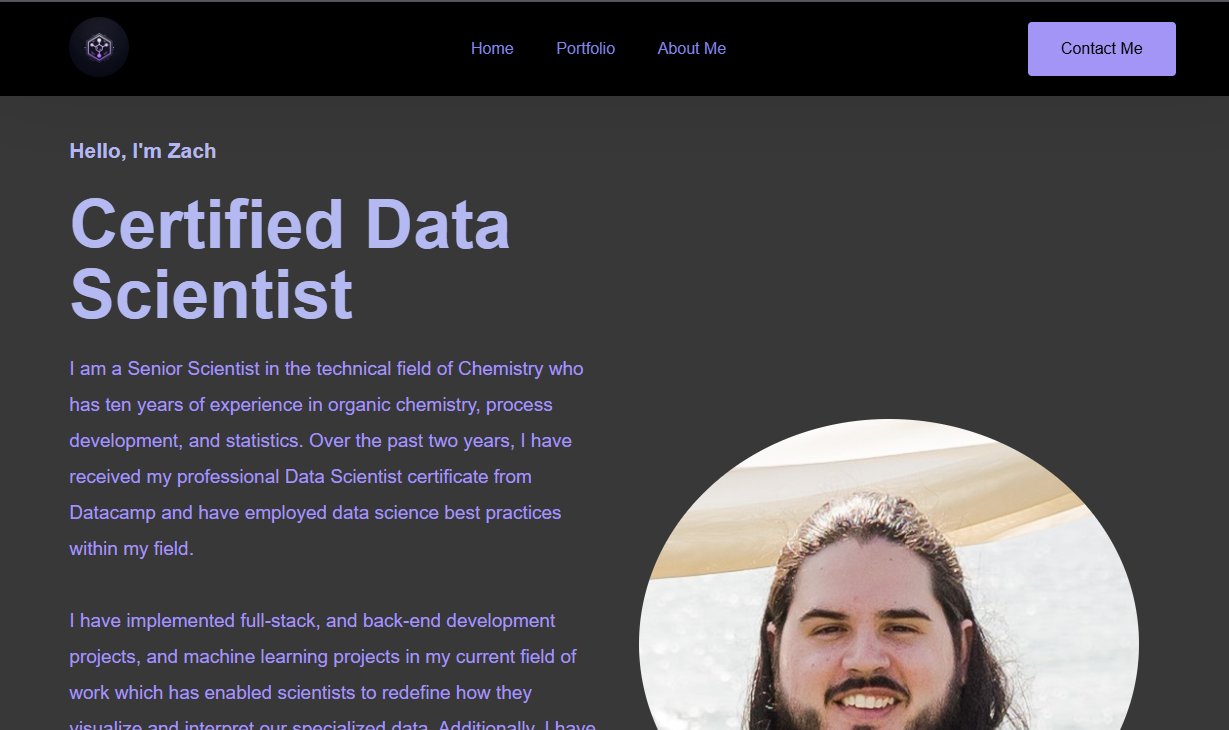 Home Portfolio About Me Contact Me
Hello, I'm Zach
Certified Data
Scientist
I am a Senior Scientist in the technical field of Chemistry who
has ten years of experience in organic chemistry, process
development, and statistics. Over the past two years, I have
received my professional Data Scientist certificate from
Datacamp and have employed data science best practices
within my field.
I have implemented full-stack, and back-end development
projects, and machine learning projects in my current field of
work which has enabled scientists to redefine how they
visualize and interpret our specialized data. Additionally, I have